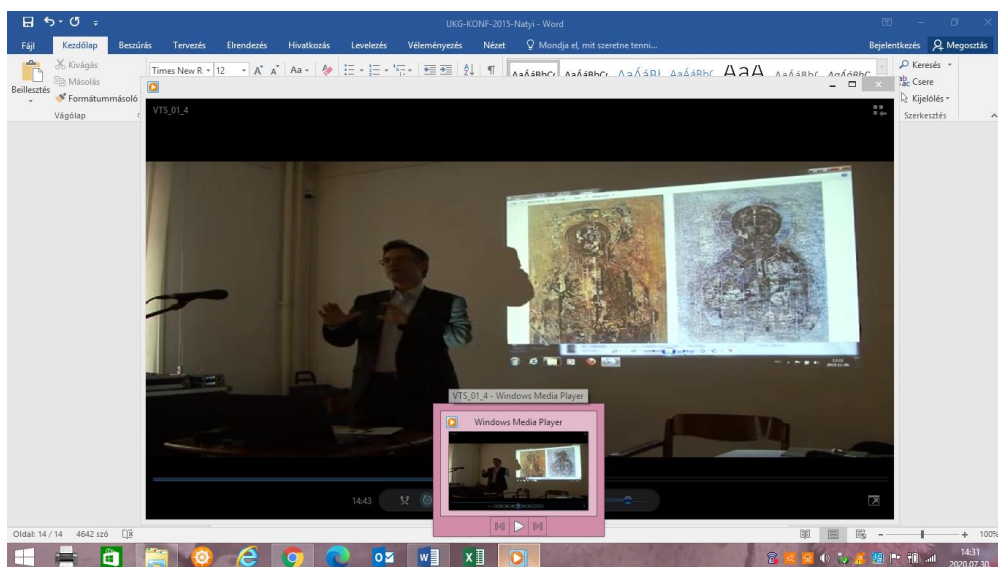 UKG-KONF-2015-Natyi - Word
Fájl Kezdőlap Beszúrás Tervezés Elrendezés Hivatkozás Levelezés Véleményezés Nézet Mondja el, mit szeretne tenni... Bejelentkezés Megosztás
Beillesztés
Kivágás
Másolás
Formátummásoló
Vágólap
Times New R 12
Keresés
Csere
Kijelölés
Szerkesztés
VTS_01_4
VTS_01_4 - Windows Media Player
Windows Media Player
14:43
Oldal: 14 / 14 4642 szó
100%
14:31
2020.07.30.